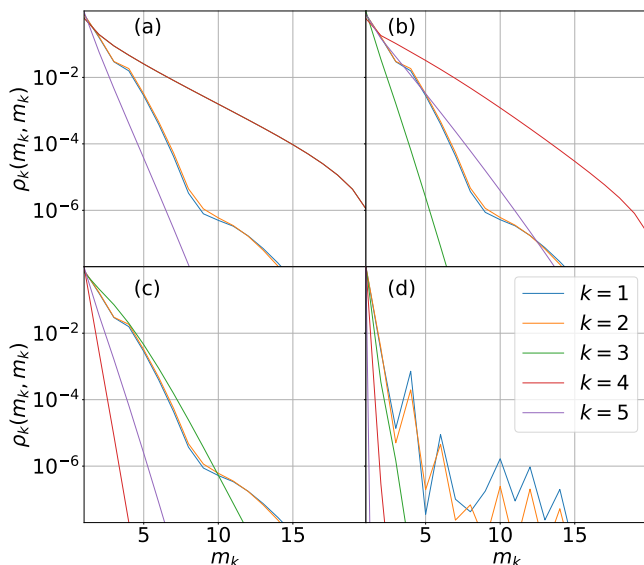 (a)
(b)
10^{-2}
10^{-4}
10^{-6}
ρ_k(m_k, m_k)
(c)
(d)
10^{-2}
10^{-4}
10^{-6}
ρ_k(m_k, m_k)
k = 1
k = 2
k = 3
k = 4
k = 5
5 10 15
5 10 15
m_k
m_k